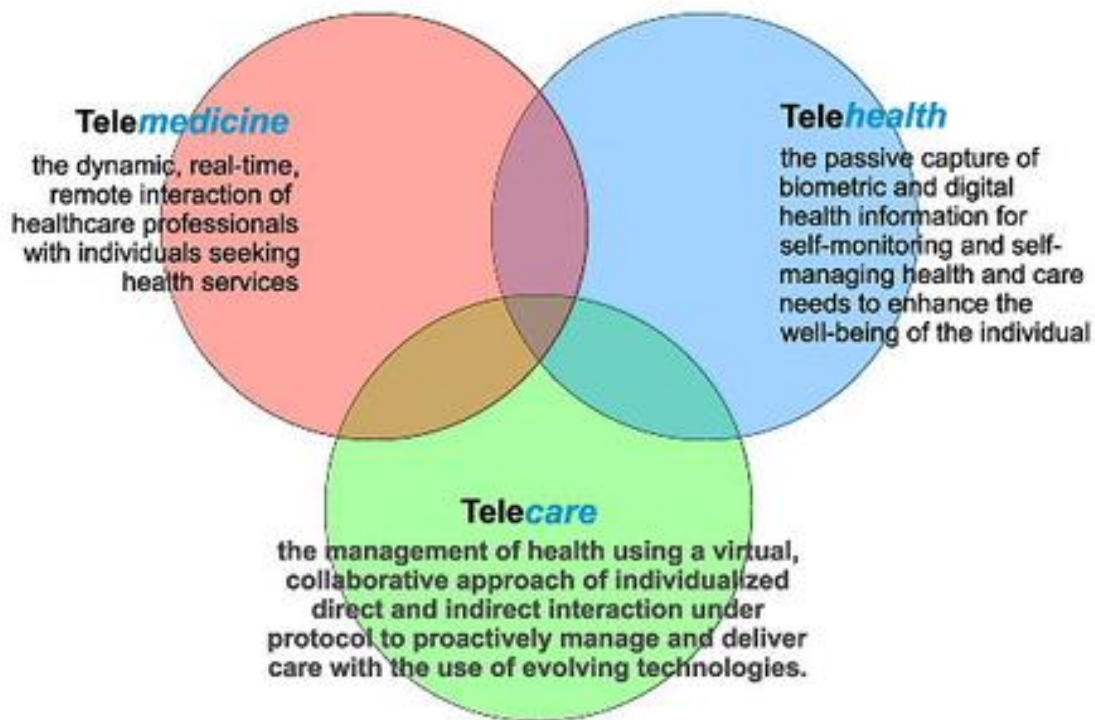 Telemedicine
the dynamic, real-time,
remote interaction of
healthcare professionals
with individuals seeking
health services
Telehealth
the passive capture of
biometric and digital
health information for
self-monitoring and self-
managing health and care
needs to enhance the
well-being of the individual
Telecare
the management of health using a virtual,
collaborative approach of individualized
direct and indirect interaction under
protocol to proactively manage and deliver
care with the use of evolving technologies.